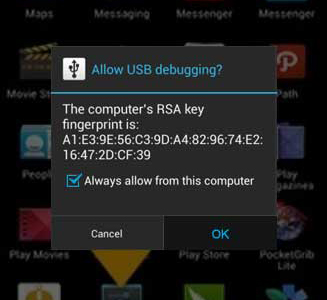 Maps Messaging Messenger Messenger
Allow USB debugging?
Movie St
Path
The computer's RSA key
fingerprint is:
A1:E3:9E:56:C3:9D:A4:82:96:74:E2:
16:47:2D:CF:39
Always allow from this computer
Peopl
Play
Cancel OK
Play Movies Play Store PocketGrib
Lite